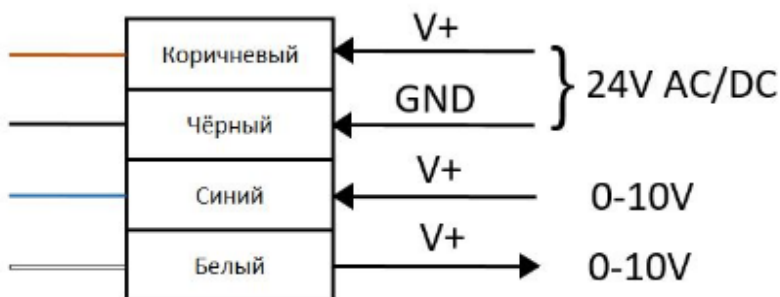 Коричневый V+
Чёрный GND 24V AC/DC
Синий V+ 0-10V
Белый V+ 0-10V